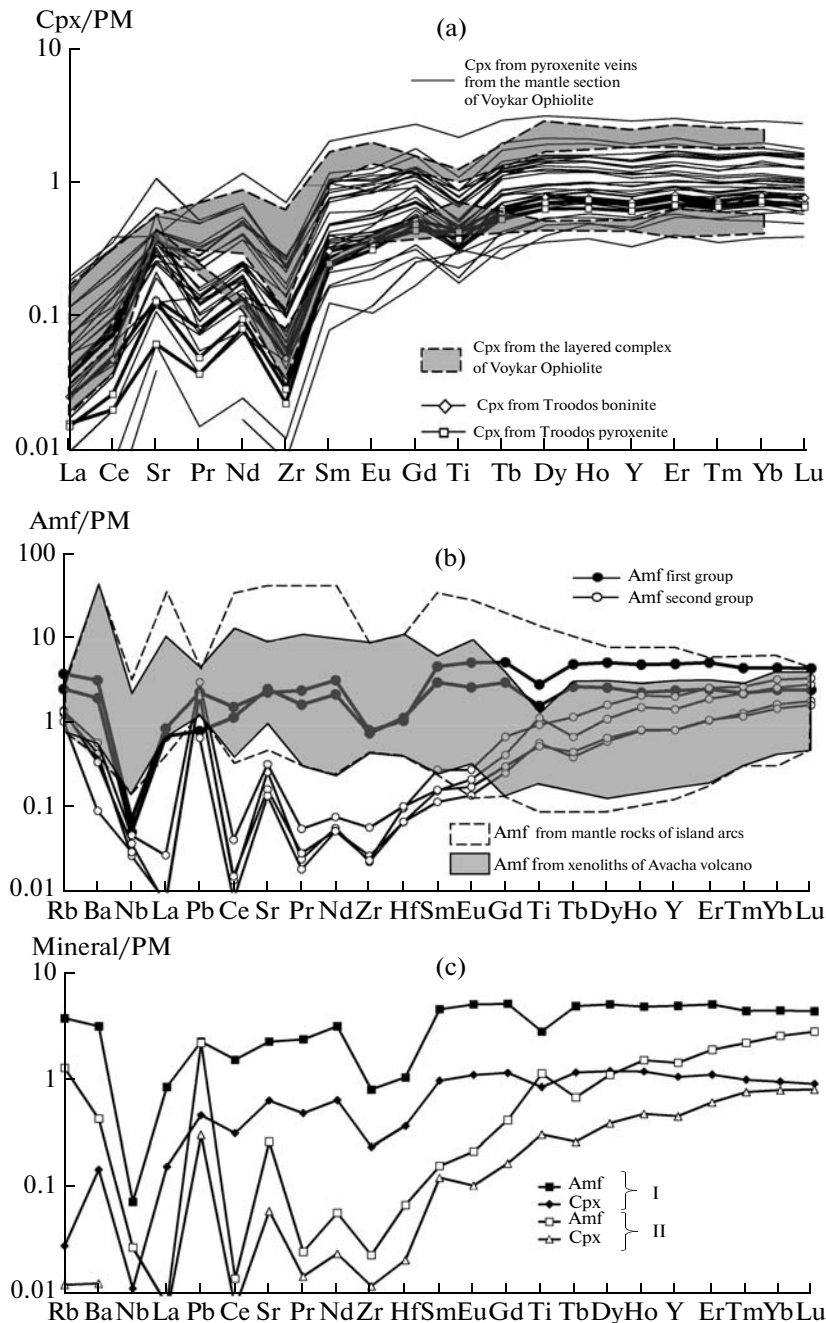 Cpx/PM
(a)
10
1
0.1
0.01
Cpx from pyroxenite veins
from the mantle section
of Voykar Ophiolite
Cpx from the layered complex
of Voykar Ophiolite
Cpx from Troodos boninite
Cpx from Troodos pyroxenite
La Ce Sr Pr Nd Zr Sm Eu Gd Ti Tb Dy Ho Y Er Tm Yb Lu
Amf/PM
(b)
100
10
1
0.1
0.01
Amf first group
Amf second group
Amf from mantle rocks of island arcs
Amf from xenoliths of Avacha volcano
Rb Ba Nb La Pb Ce Sr Pr Nd Zr Hf Sm Eu Gd Ti Tb Dy Ho Y Er Tm Yb Lu
Mineral/PM
(c)
10
1
0.1
0.01
Amf
Cpx
I
Amf
Cpx
II
Rb Ba Nb La Pb Ce Sr Pr Nd Zr Hf Sm Eu Gd Ti Tb Dy Ho Y Er Tm Yb Lu